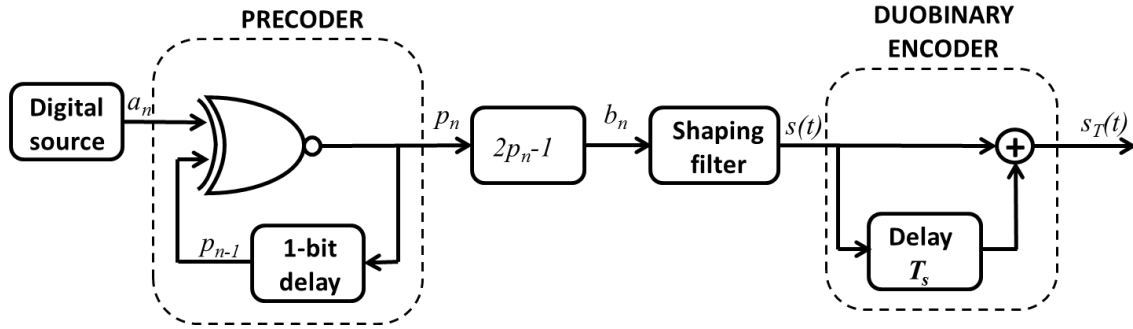 PRECODER
DUOBINARY
ENCODER
Digital
source
a_n
p_n
2p_n-1
b_n
Shaping
filter
s(t)
+
s_T(t)
p_{n-1}
1-bit
delay
Delay
T_s